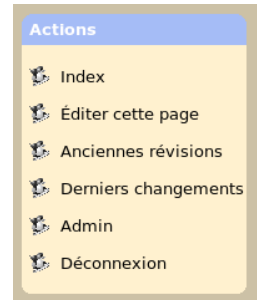 Actions
Index
Éditer cette page
Anciennes révisions
Derniers changements
Admin
Déconnexion